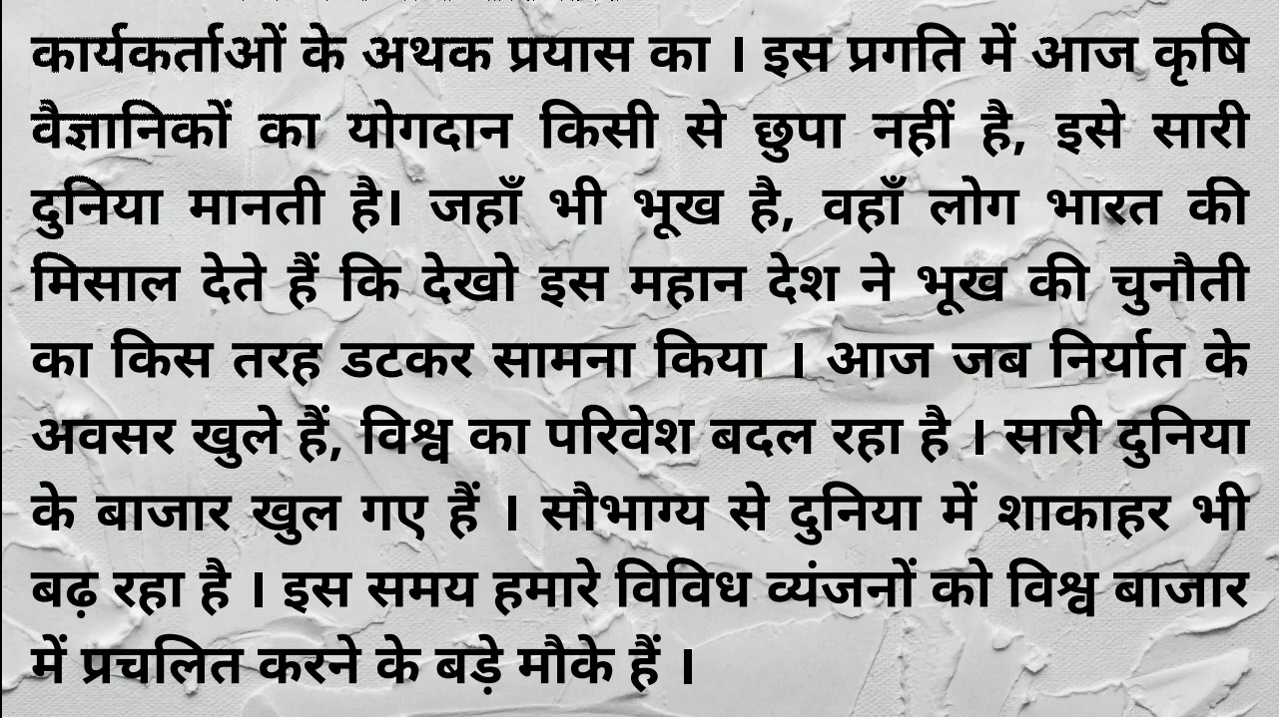 कार्यकर्ताओं के अथक प्रयास का । इस प्रगति में आज कृषि
वैज्ञानिकों का योगदान किसी से छुपा नहीं है, इसे सारी
दुनिया मानती है। जहाँ भी भूख है, वहाँ लोग भारत की
मिसाल देते हैं कि देखो इस महान देश ने भूख की चुनौती
का किस तरह डटकर सामना किया । आज जब निर्यात के
अवसर खुले हैं, विश्व का परिवेश बदल रहा है । सारी दुनिया
के बाजार खुल गए हैं । सौभाग्य से दुनिया में शाकाहर भी
बढ़ रहा है । इस समय हमारे विविध व्यंजनों को विश्व बाजार
में प्रचलित करने के बड़े मौके हैं ।